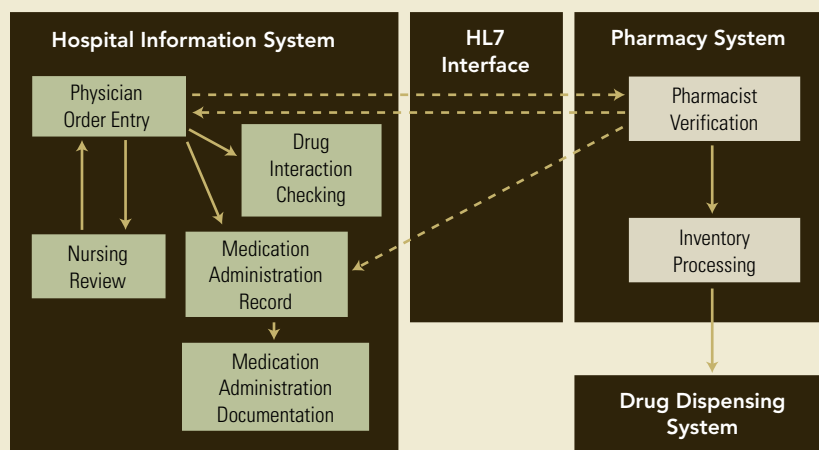 Hospital Information System
HL7
Interface
Pharmacy System
Physician
Order Entry
Pharmacist
Verification
Drug
Interaction
Checking
Nursing
Review
Medication
Administration
Record
Inventory
Processing
Medication
Administration
Documentation
Drug Dispensing
System